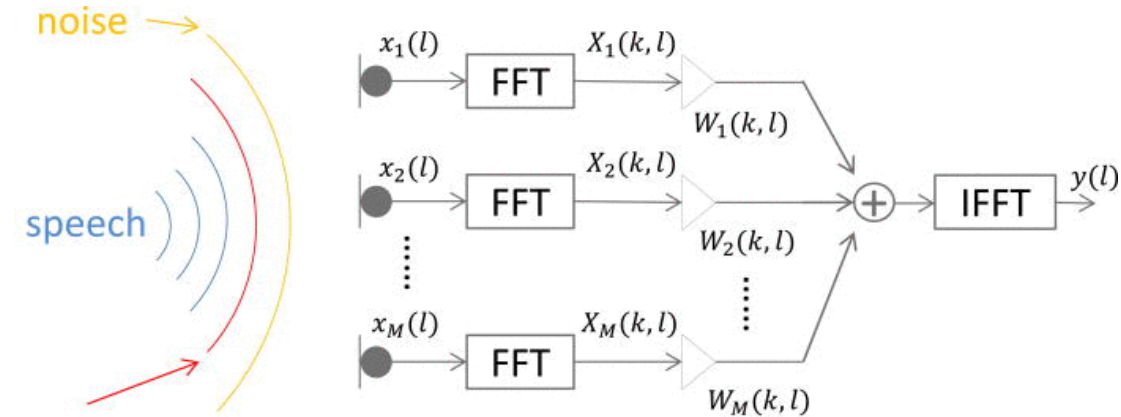 noise
x₁(l)
X₁(k, l)
FFT
W₁(k, l)
x₂(l)
X₂(k, l)
FFT
speech
IFFT
y(l)
W₂(k, l)
x_M(l)
X_M(k, l)
FFT
W_M(k, l)